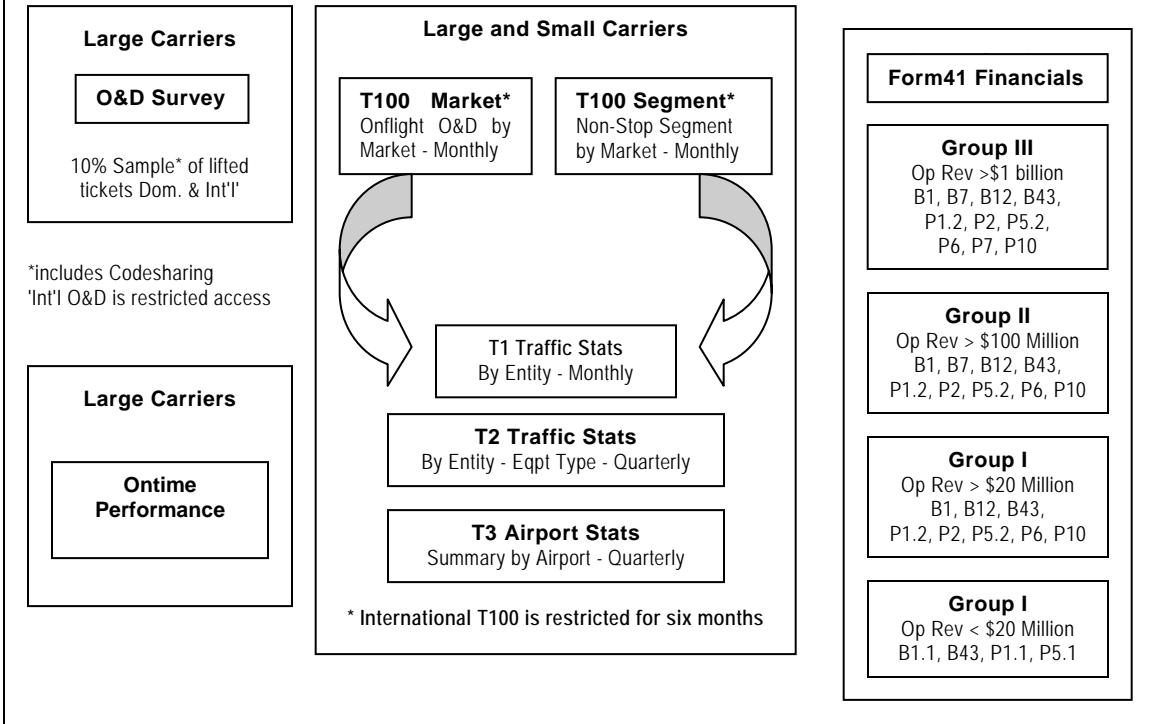 Large Carriers
O&D Survey
10% Sample* of lifted
tickets Dom. & Int'l'
*includes Codesharing
'Int'l O&D is restricted access
Large Carriers
Ontime
Performance
Large and Small Carriers
T100 Market*
Onflight O&D by
Market - Monthly
T100 Segment*
Non-Stop Segment
by Market - Monthly
T1 Traffic Stats
By Entity - Monthly
T2 Traffic Stats
By Entity - Eqpt Type - Quarterly
T3 Airport Stats
Summary by Airport - Quarterly
* International T100 is restricted for six months
Form41 Financials
Group III
Op Rev >$1 billion
B1, B7, B12, B43,
P1.2, P2, P5.2,
P6, P7, P10
Group II
Op Rev > $100 Million
B1, B7, B12, B43,
P1.2, P2, P5.2, P6, P10
Group I
Op Rev > $20 Million
B1, B12, B43,
P1.2, P2, P5.2, P6, P10
Group I
Op Rev < $20 Million
B1.1, B43, P1.1, P5.1